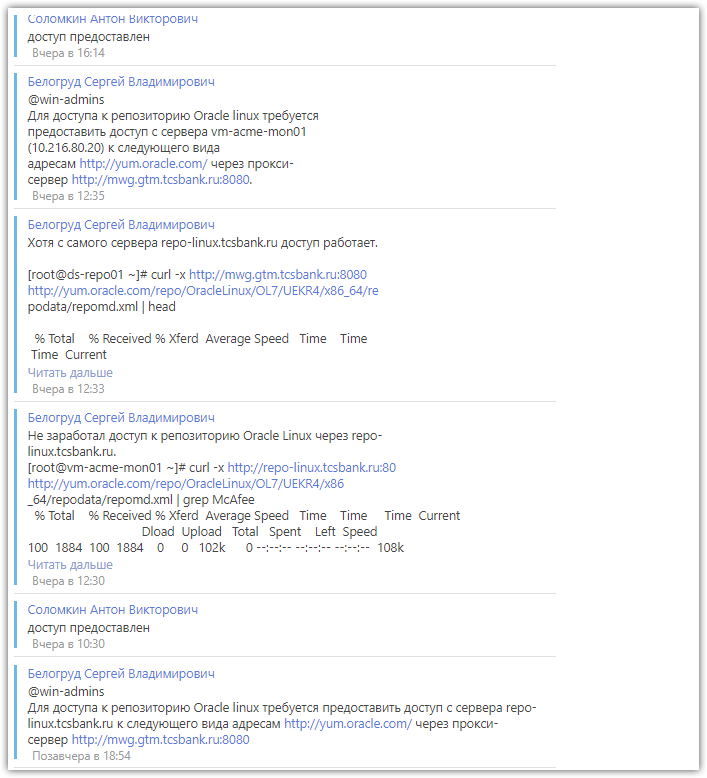 Соломкин Антон Викторович
доступ предоставлен
Вчера в 16:14
Белогруд Сергей Владимирович
@win-admins
Для доступа к репозиторию Oracle linux требуется
предоставить доступ с сервера vm-acme-mon01
(10.216.80.20) к следующего вида
адресам http://yum.oracle.com/ через прокси-
сервер http://mwg.gtm.tcsbank.ru:8080.
Вчера в 12:35
Белогруд Сергей Владимирович
Хотя с самого сервера repo-linux.tcsbank.ru доступ работает.
[root@ds-repo01 ~]# curl -x http://mwg.gtm.tcsbank.ru:8080
http://yum.oracle.com/repo/OracleLinux/OL7/UEKR4/x86_64/re
podata/repomd.xml | head
% Total % Received % Xferd Average Speed Time Time
Time Current
Читать дальше
Вчера в 12:33
Белогруд Сергей Владимирович
Не заработал доступ к репозиторию Oracle Linux через repo-
linux.tcsbank.ru.
[root@vm-acme-mon01 ~]# curl -x http://repo-linux.tcsbank.ru:80
http://yum.oracle.com/repo/OracleLinux/OL7/UEKR4/x86
_64/repodata/repomd.xml | grep McAfee
% Total % Received % Xferd Average Speed Time Time Time Current
Dload Upload Total Spent Left Speed
100 1884 100 1884 0 0 102k 0 --:--:-- --:--:-- --:--:-- 108k
Читать дальше
Вчера в 12:30
Соломкин Антон Викторович
доступ предоставлен
Вчера в 10:30
Белогруд Сергей Владимирович
@win-admins
Для доступа к репозиторию Oracle linux требуется предоставить доступ с сервера repo-
linux.tcsbank.ru к следующего вида адресам http://yum.oracle.com/ через прокси-
сервер http://mwg.gtm.tcsbank.ru:8080
Позавчера в 18:54